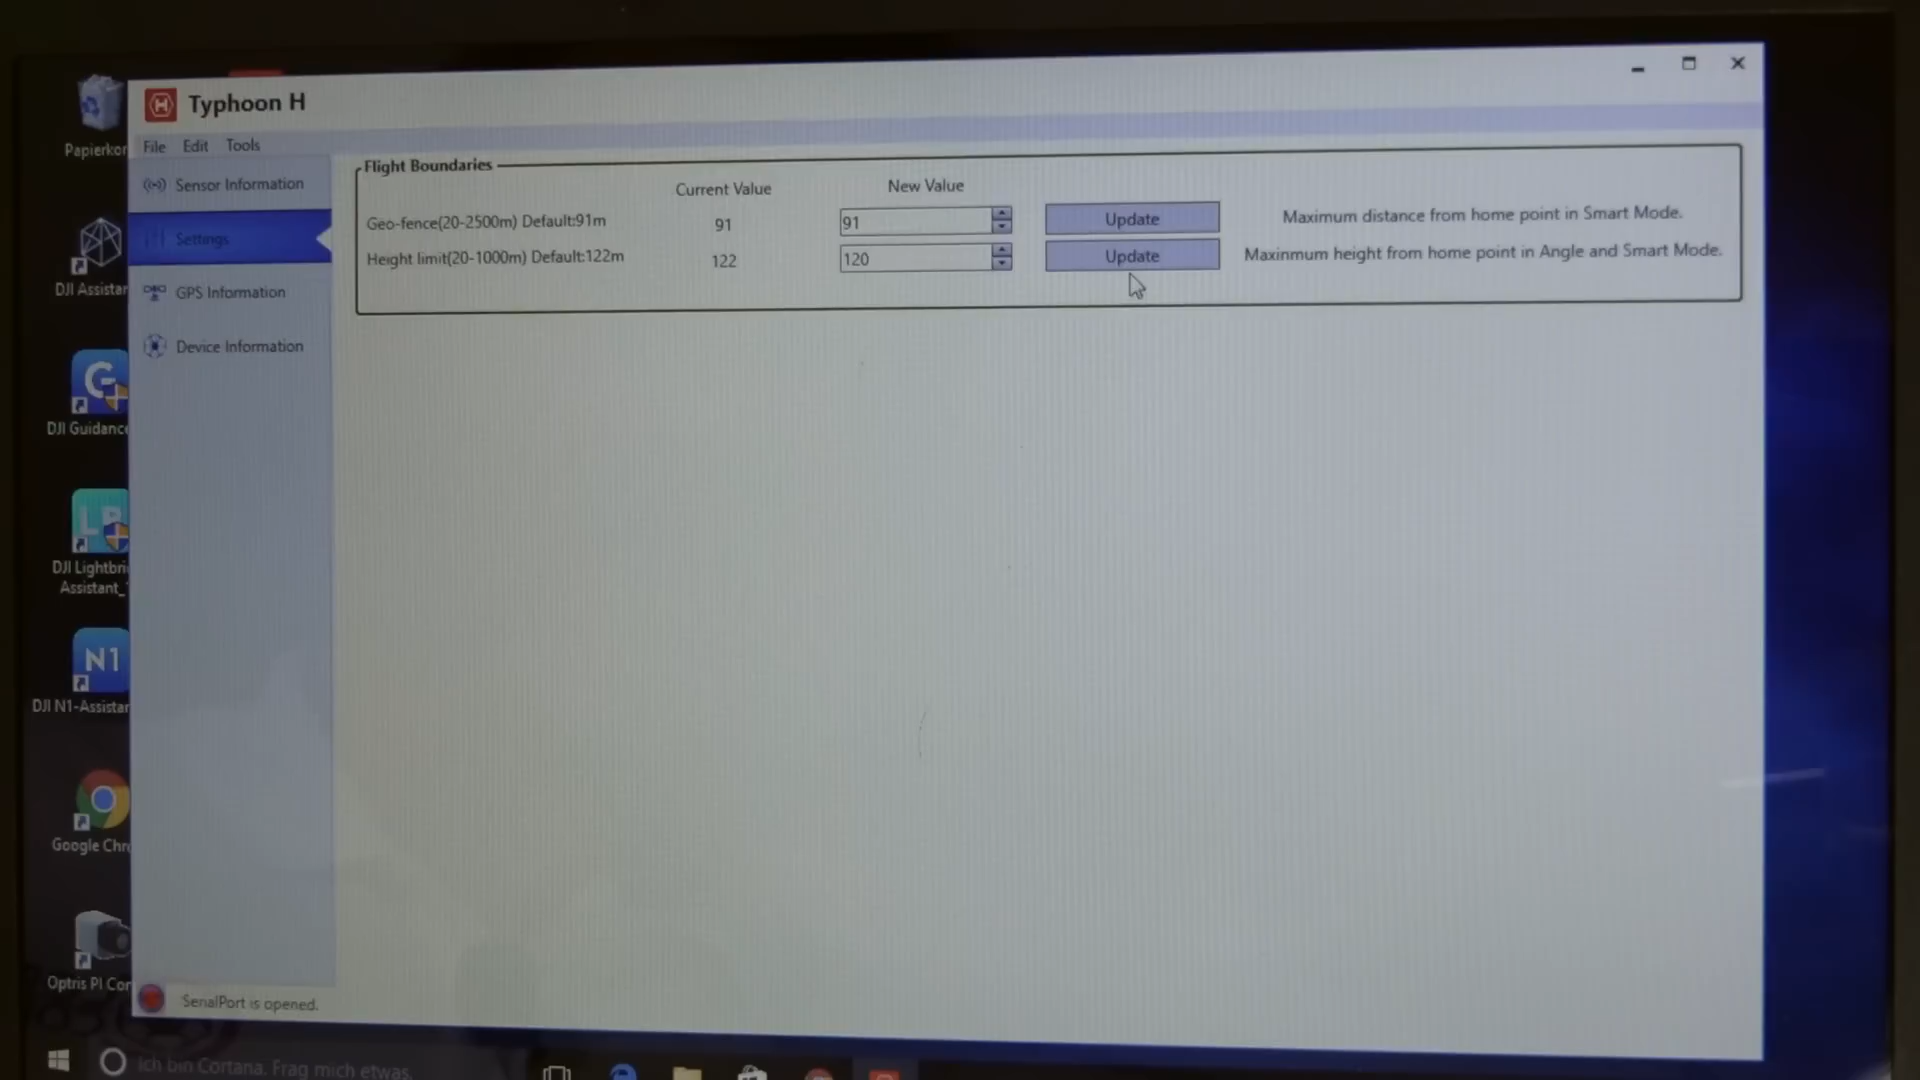 Typhoon H
File Edit Tools
Sensor Information
Settings
GPS Information
Device Information
Flight Boundaries
Current Value New Value
Geo-fence(20-2500m) Default:91m 91 91 Update Maximum distance from home point in Smart Mode.
Height limit(20-1000m) Default:122m 122 120 Update Maxinmum height from home point in Angle and Smart Mode.
SerialPort is opened.
Papierkor
DJI Assistar
DJI Guidance
DJI Lightbri
Assistant_
N1
DJI N1-Assistar
Google Chr
Optris PI Cor
Ich bin Cortana. Frag mich etwas.